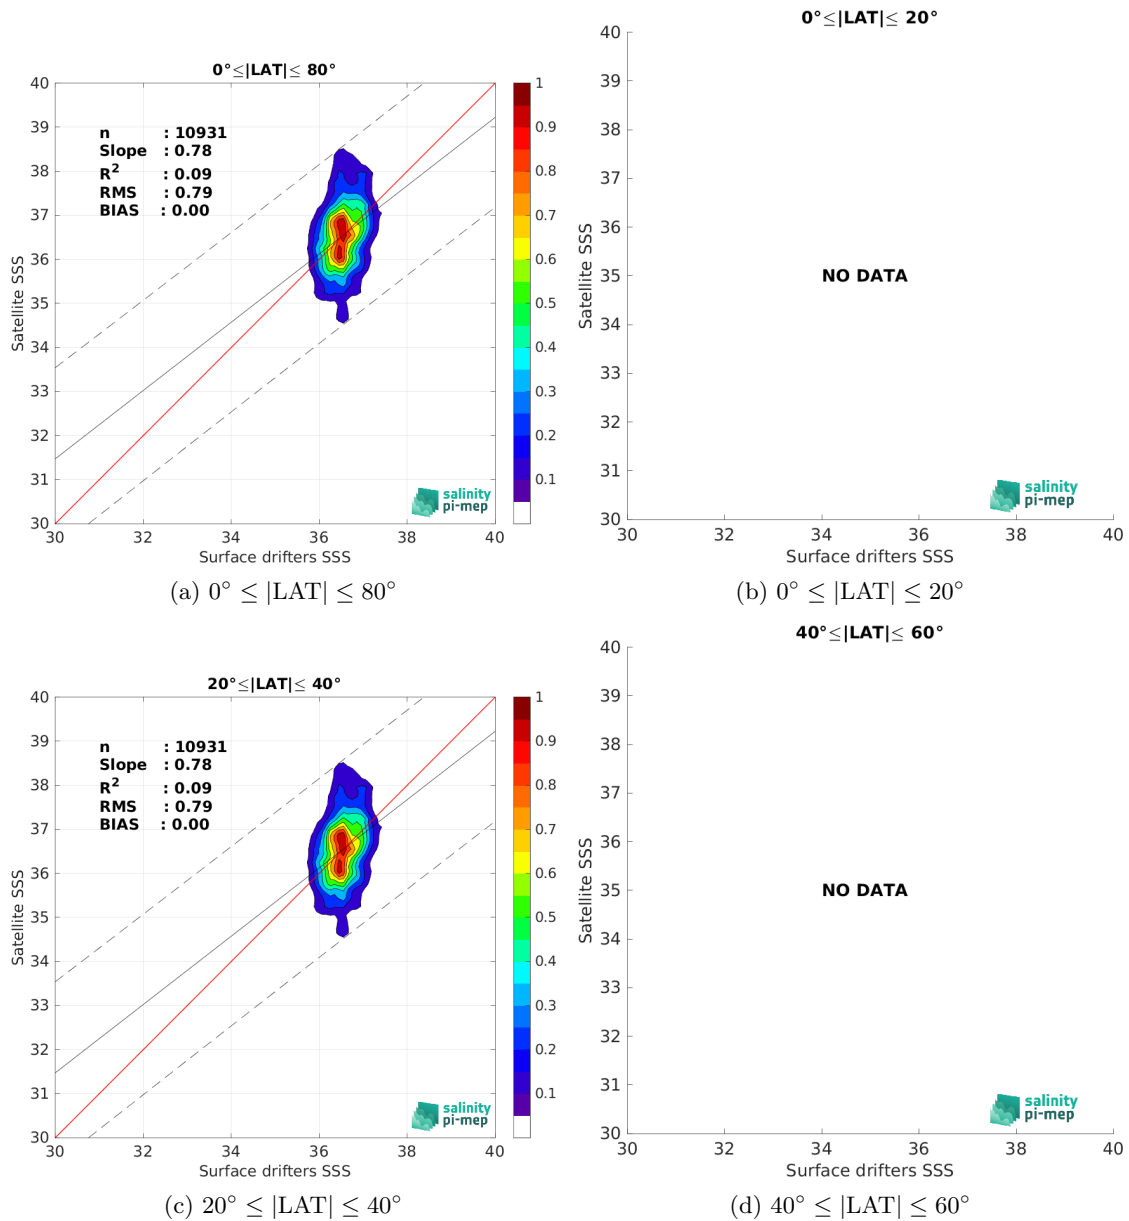 0°≤|LAT|≤ 80°
n : 10931
Slope : 0.78
R² : 0.09
RMS : 0.79
BIAS : 0.00
40
39
38
37
36
35
34
33
32
31
30
30 32 34 36 38 40
Satellite SSS
Surface drifters SSS
1
0.9
0.8
0.7
0.6
0.5
0.4
0.3
0.2
0.1
salinity
pi-mep
(a) 0° ≤ |LAT| ≤ 80°
0°≤|LAT|≤ 20°
40
39
38
37
36
35
34
33
32
31
30
30 32 34 36 38 40
Satellite SSS
Surface drifters SSS
NO DATA
salinity
pi-mep
(b) 0° ≤ |LAT| ≤ 20°
20°≤|LAT|≤ 40°
n : 10931
Slope : 0.78
R² : 0.09
RMS : 0.79
BIAS : 0.00
40
39
38
37
36
35
34
33
32
31
30
30 32 34 36 38 40
Satellite SSS
Surface drifters SSS
1
0.9
0.8
0.7
0.6
0.5
0.4
0.3
0.2
0.1
salinity
pi-mep
(c) 20° ≤ |LAT| ≤ 40°
40°≤|LAT|≤ 60°
40
39
38
37
36
35
34
33
32
31
30
30 32 34 36 38 40
Satellite SSS
Surface drifters SSS
NO DATA
salinity
pi-mep
(d) 40° ≤ |LAT| ≤ 60°